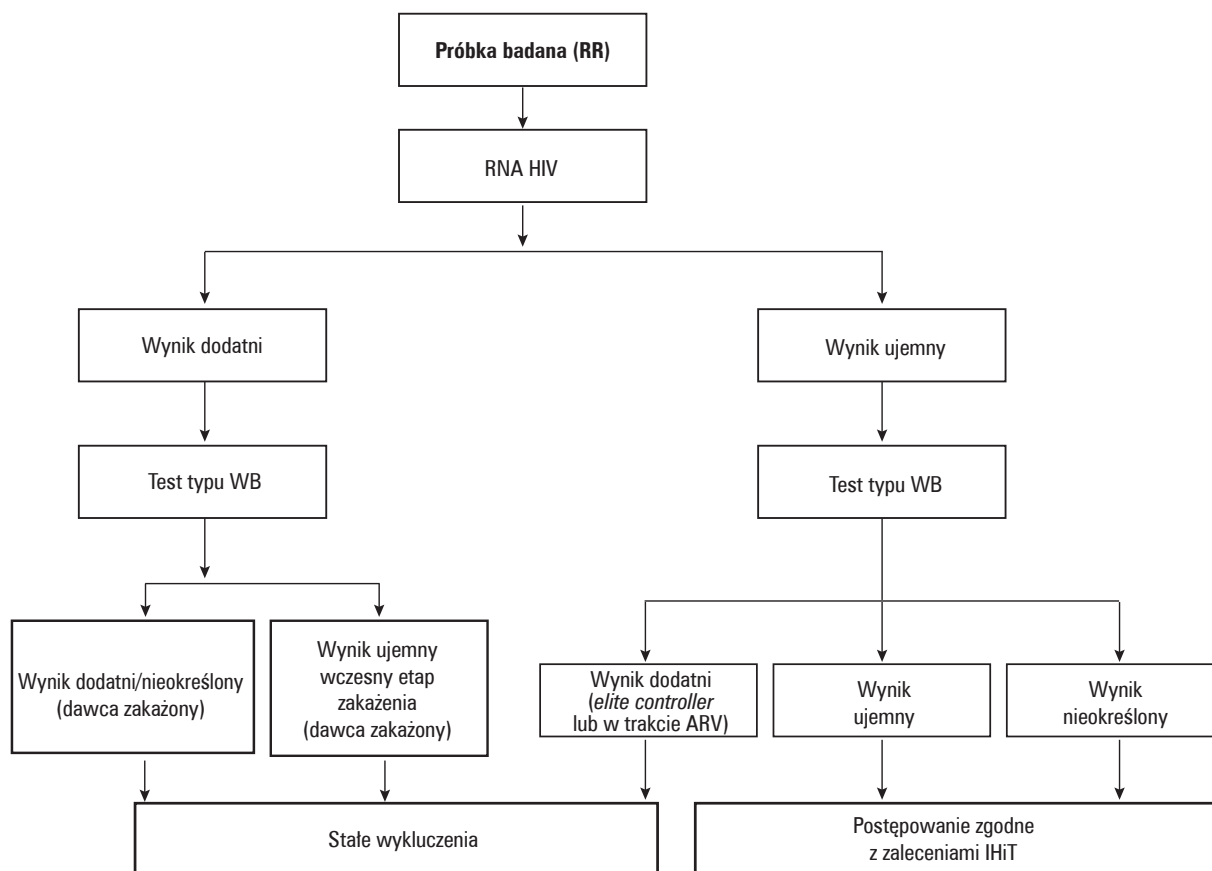 Próbka badana (RR)
RNA HIV
Wynik dodatni
Wynik ujemny
Test typu WB
Test typu WB
Wynik dodatni/nieokreślony
(dawca zakażony)
Wynik ujemny
wczesny etap
zakażenia
(dawca zakażony)
Wynik dodatni
(elite controller
lub w trakcie ARV)
Wynik
ujemny
Wynik
nieokreślony
Stałe wykluczenia
Postępowanie zgodne
z zaleceniami IHiT